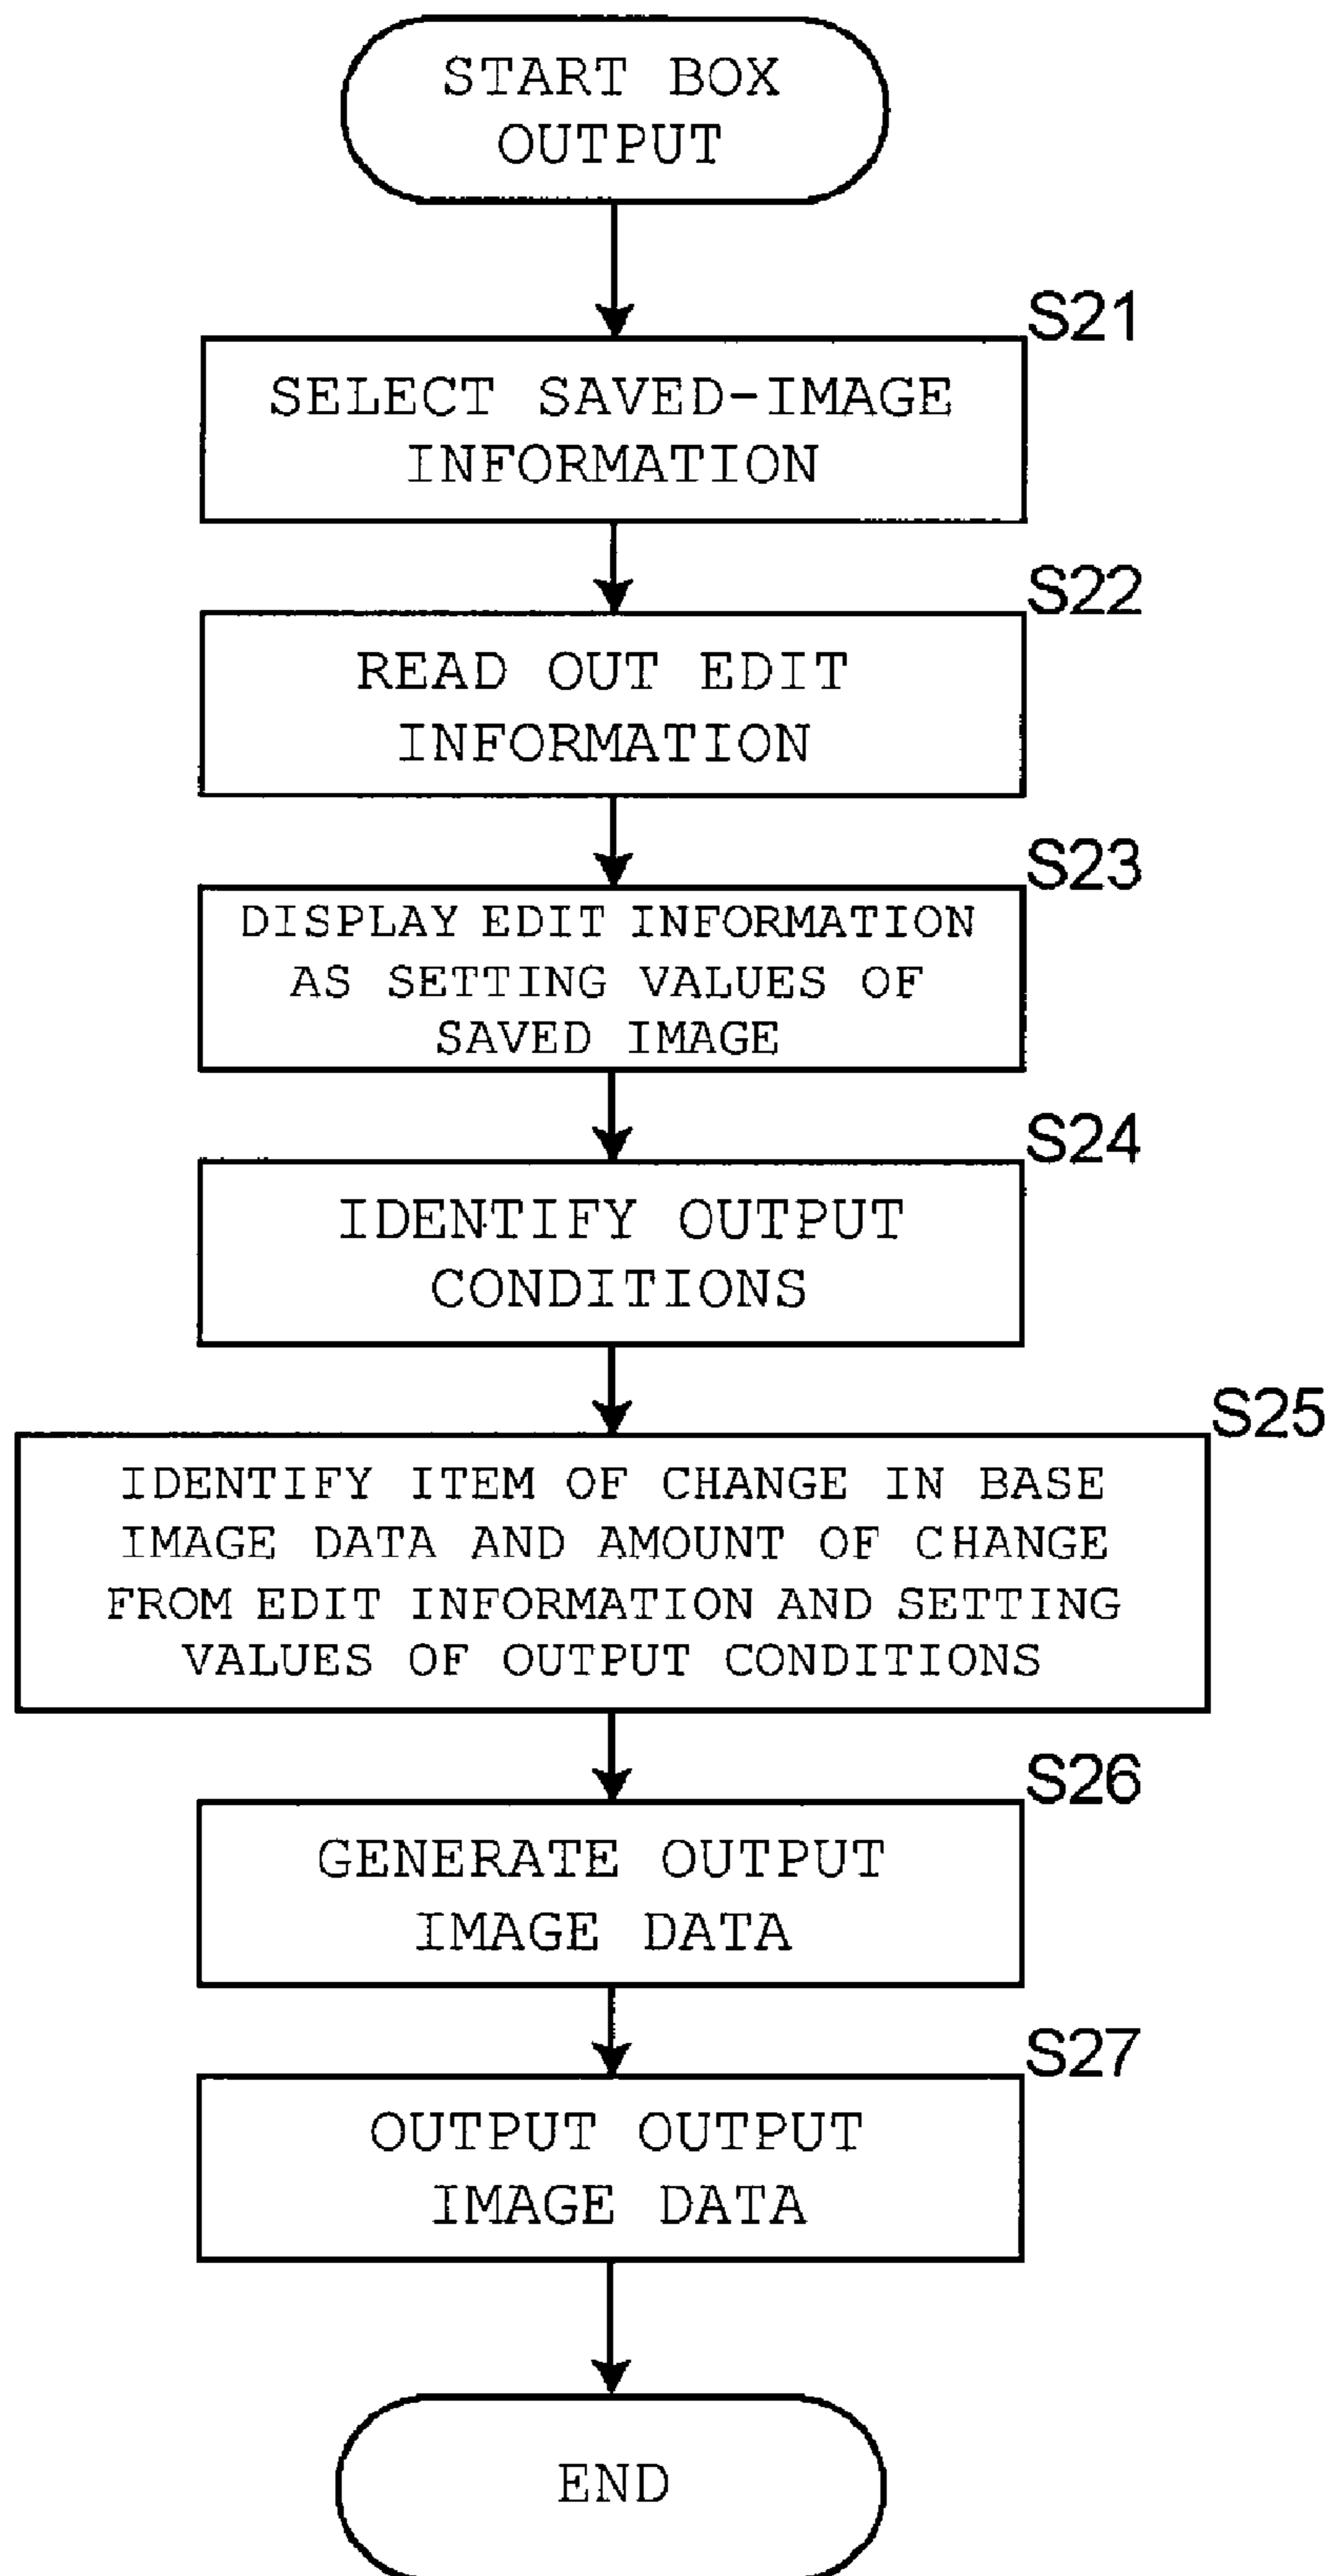 START BOX
OUTPUT
S21
SELECT SAVED-IMAGE
INFORMATION
S22
READ OUT EDIT
INFORMATION
S23
DISPLAY EDIT INFORMATION
AS SETTING VALUES OF
SAVED IMAGE
S24
IDENTIFY OUTPUT
CONDITIONS
S25
IDENTIFY ITEM OF CHANGE IN BASE
IMAGE DATA AND AMOUNT OF CHANGE
FROM EDIT INFORMATION AND SETTING
VALUES OF OUTPUT CONDITIONS
S26
GENERATE OUTPUT
IMAGE DATA
S27
OUTPUT OUTPUT
IMAGE DATA
END